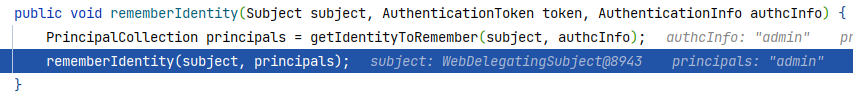 public void rememberIdentity(Subject subject, AuthenticationToken token, AuthenticationInfo authcInfo) {
PrincipalCollection principals = getIdentityToRemember(subject, authcInfo); authcInfo: "admin"
rememberIdentity(subject, principals); subject: WebDelegatingSubject@8943 principals: "admin"
}